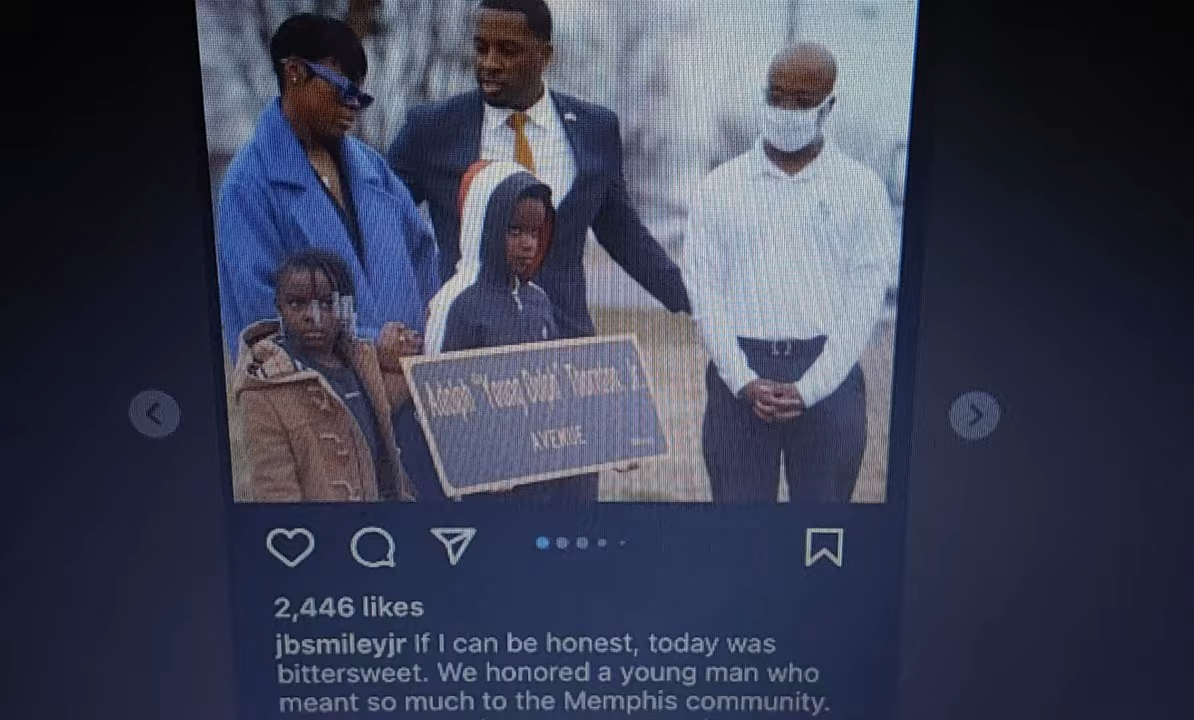 Adolph "Young Dolph" Thornton, Jr.
AVENUE
2,446 likes
jbsmileyjr If I can be honest, today was
bittersweet. We honored a young man who
meant so much to the Memphis community.